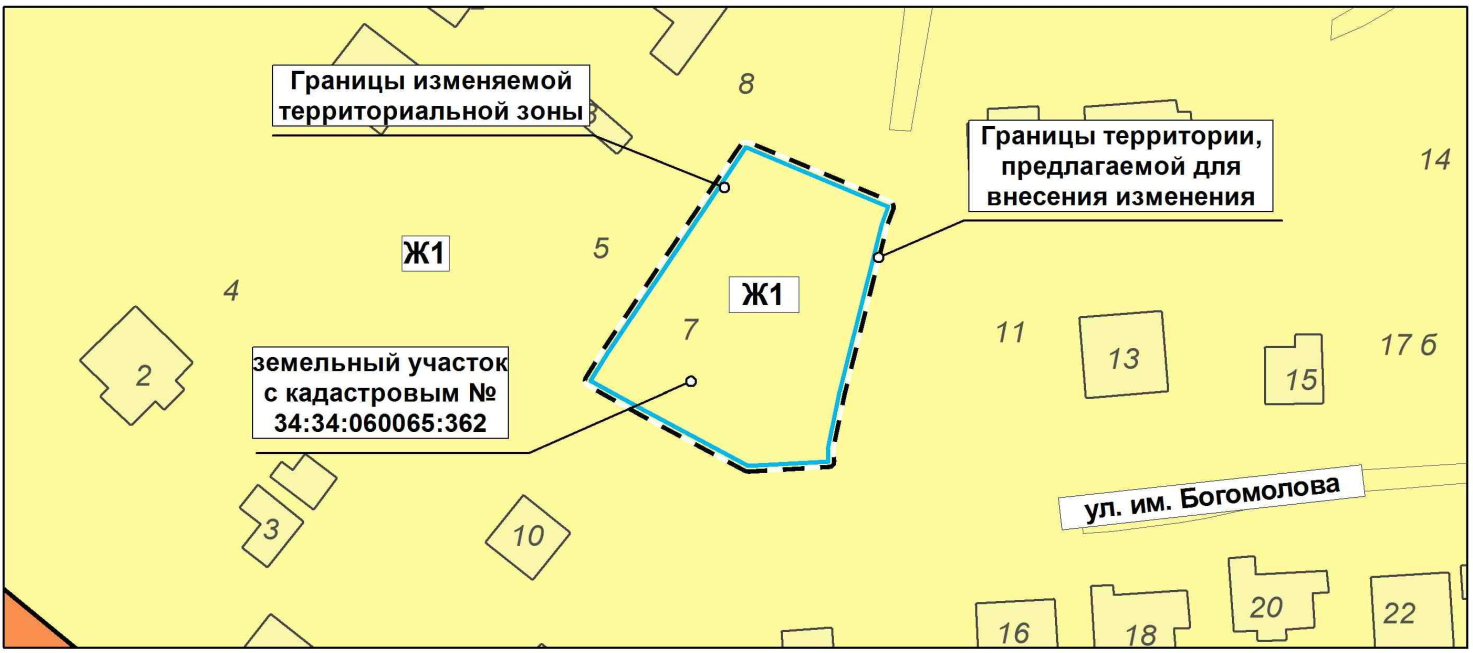 Границы изменяемой
территориальной зоны
8
Границы территории,
предлагаемой для
внесения изменения
14
Ж1
5
4
Ж1
7
11
13
15
17 б
2
земельный участок
с кадастровым №
34:34:060065:362
ул. им. Богомолова
3
10
16
18
20
22